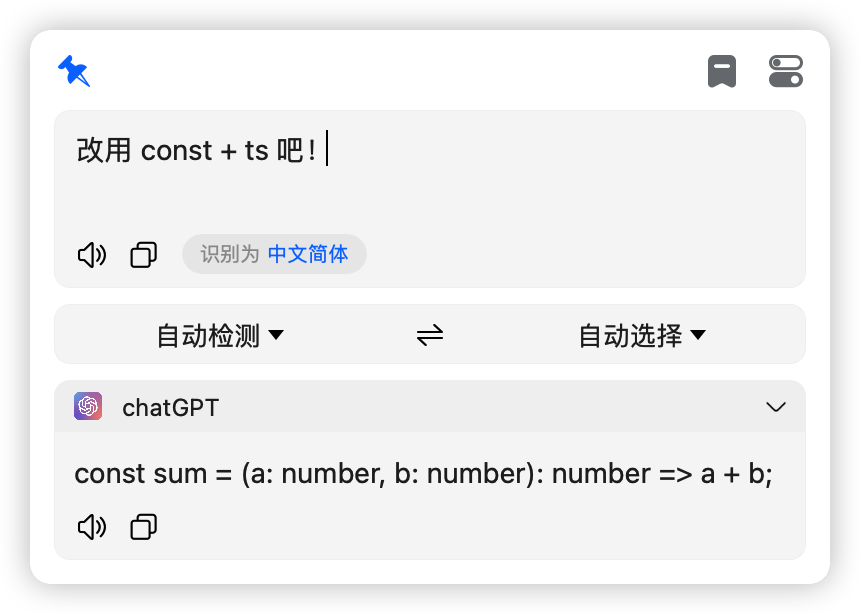 改用 const + ts 吧！
识别为 中文简体
自动检测
自动选择
chatGPT
const sum = (a: number, b: number): number => a + b;